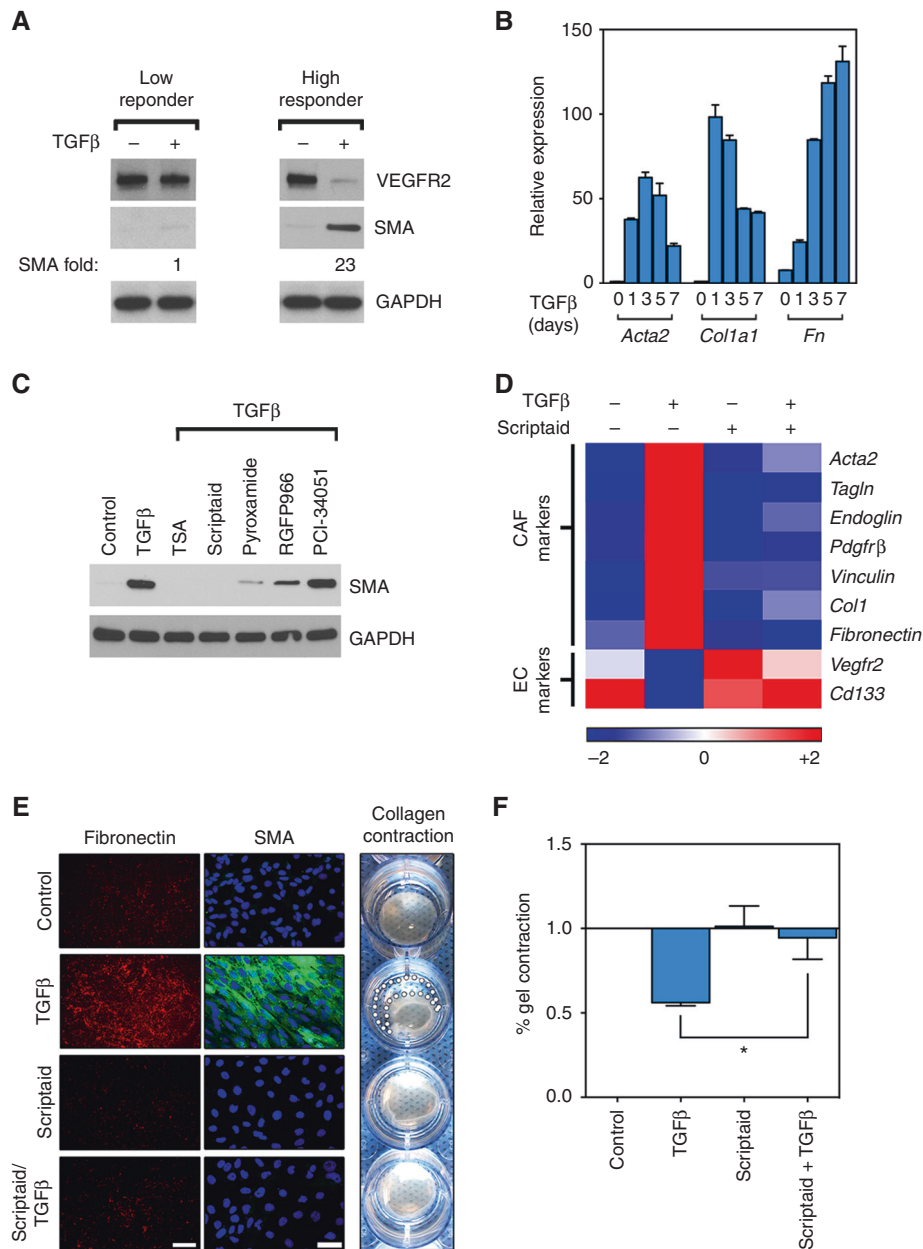 A
Low
reponder
High
responder
TGFβ
– + – +
VEGFR2
SMA
SMA fold: 1 23
GAPDH
B
Relative expression
150
100
50
0
TGFβ
(days)
0 1 3 5 7 0 1 3 5 7 0 1 3 5 7
Acta2 Col1a1 Fn
C
TGFβ
Control
TGFβ
TSA
Scriptaid
Pyroxamide
RGFP966
PCI-34051
SMA
GAPDH
D
TGFβ – + – +
Scriptaid – – + +
CAF
markers
EC
markers
Acta2
Tagln
Endoglin
Pdgfrβ
Vinculin
Col1
Fibronectin
Vegfr2
Cd133
–2 0 +2
E
Fibronectin SMA
Collagen
contraction
Control
TGFβ
Scriptaid
Scriptaid/
TGFβ
F
% gel contraction
1.5
1.0
0.5
0.0
*
Control
TGFβ
Scriptaid
Scriptaid + TGFβ